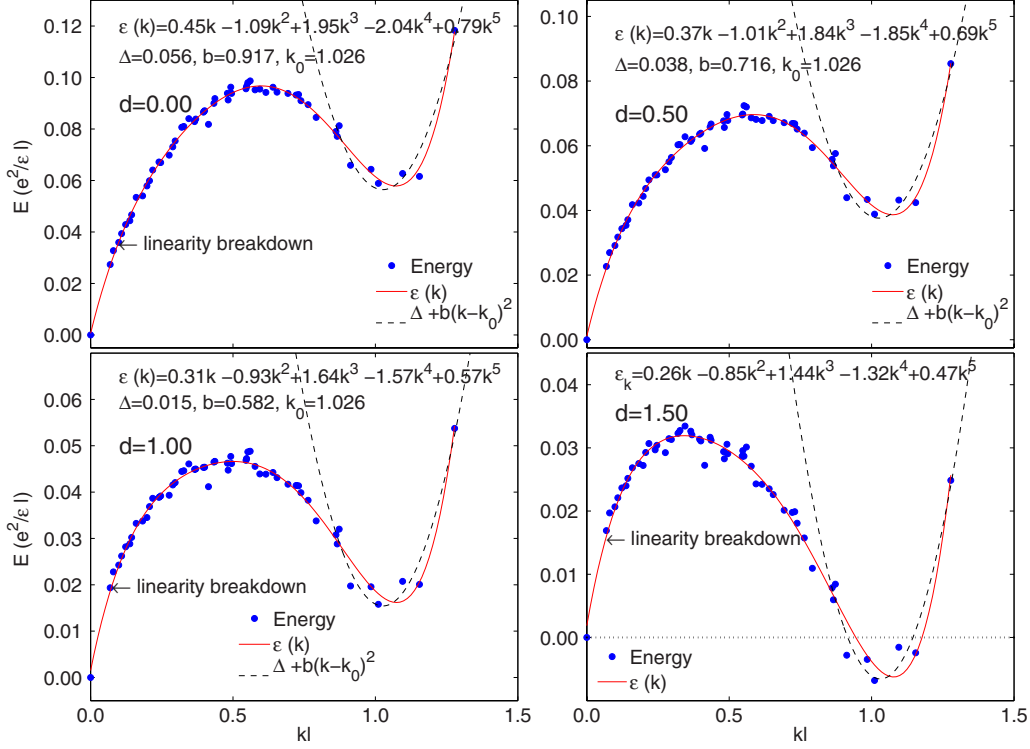 ε (k)=0.45k −1.09k²+1.95k³ −2.04k⁴+0.79k⁵
Δ=0.056, b=0.917, k₀=1.026
d=0.00
0.12
0.10
0.08
0.06
0.04
0.02
0.00
E (e²/ε l)
← linearity breakdown
Energy
ε (k)
Δ +b(k−k₀)²
ε (k)=0.37k −1.01k²+1.84k³ −1.85k⁴+0.69k⁵
Δ=0.038, b=0.716, k₀=1.026
d=0.50
0.10
0.08
0.06
0.04
0.02
0.00
Energy
ε (k)
Δ +b(k−k₀)²
ε (k)=0.31k −0.93k²+1.64k³ −1.57k⁴+0.57k⁵
Δ=0.015, b=0.582, k₀=1.026
d=1.00
0.06
0.05
0.04
0.03
0.02
0.01
0.00
E (e²/ε l)
← linearity breakdown
Energy
ε (k)
Δ +b(k−k₀)²
0.0 0.5 1.0 1.5
kl
εₖ=0.26k −0.85k²+1.44k³ −1.32k⁴+0.47k⁵
d=1.50
0.04
0.03
0.02
0.01
0.00
← linearity breakdown
Energy
ε (k)
0.0 0.5 1.0 1.5
kl